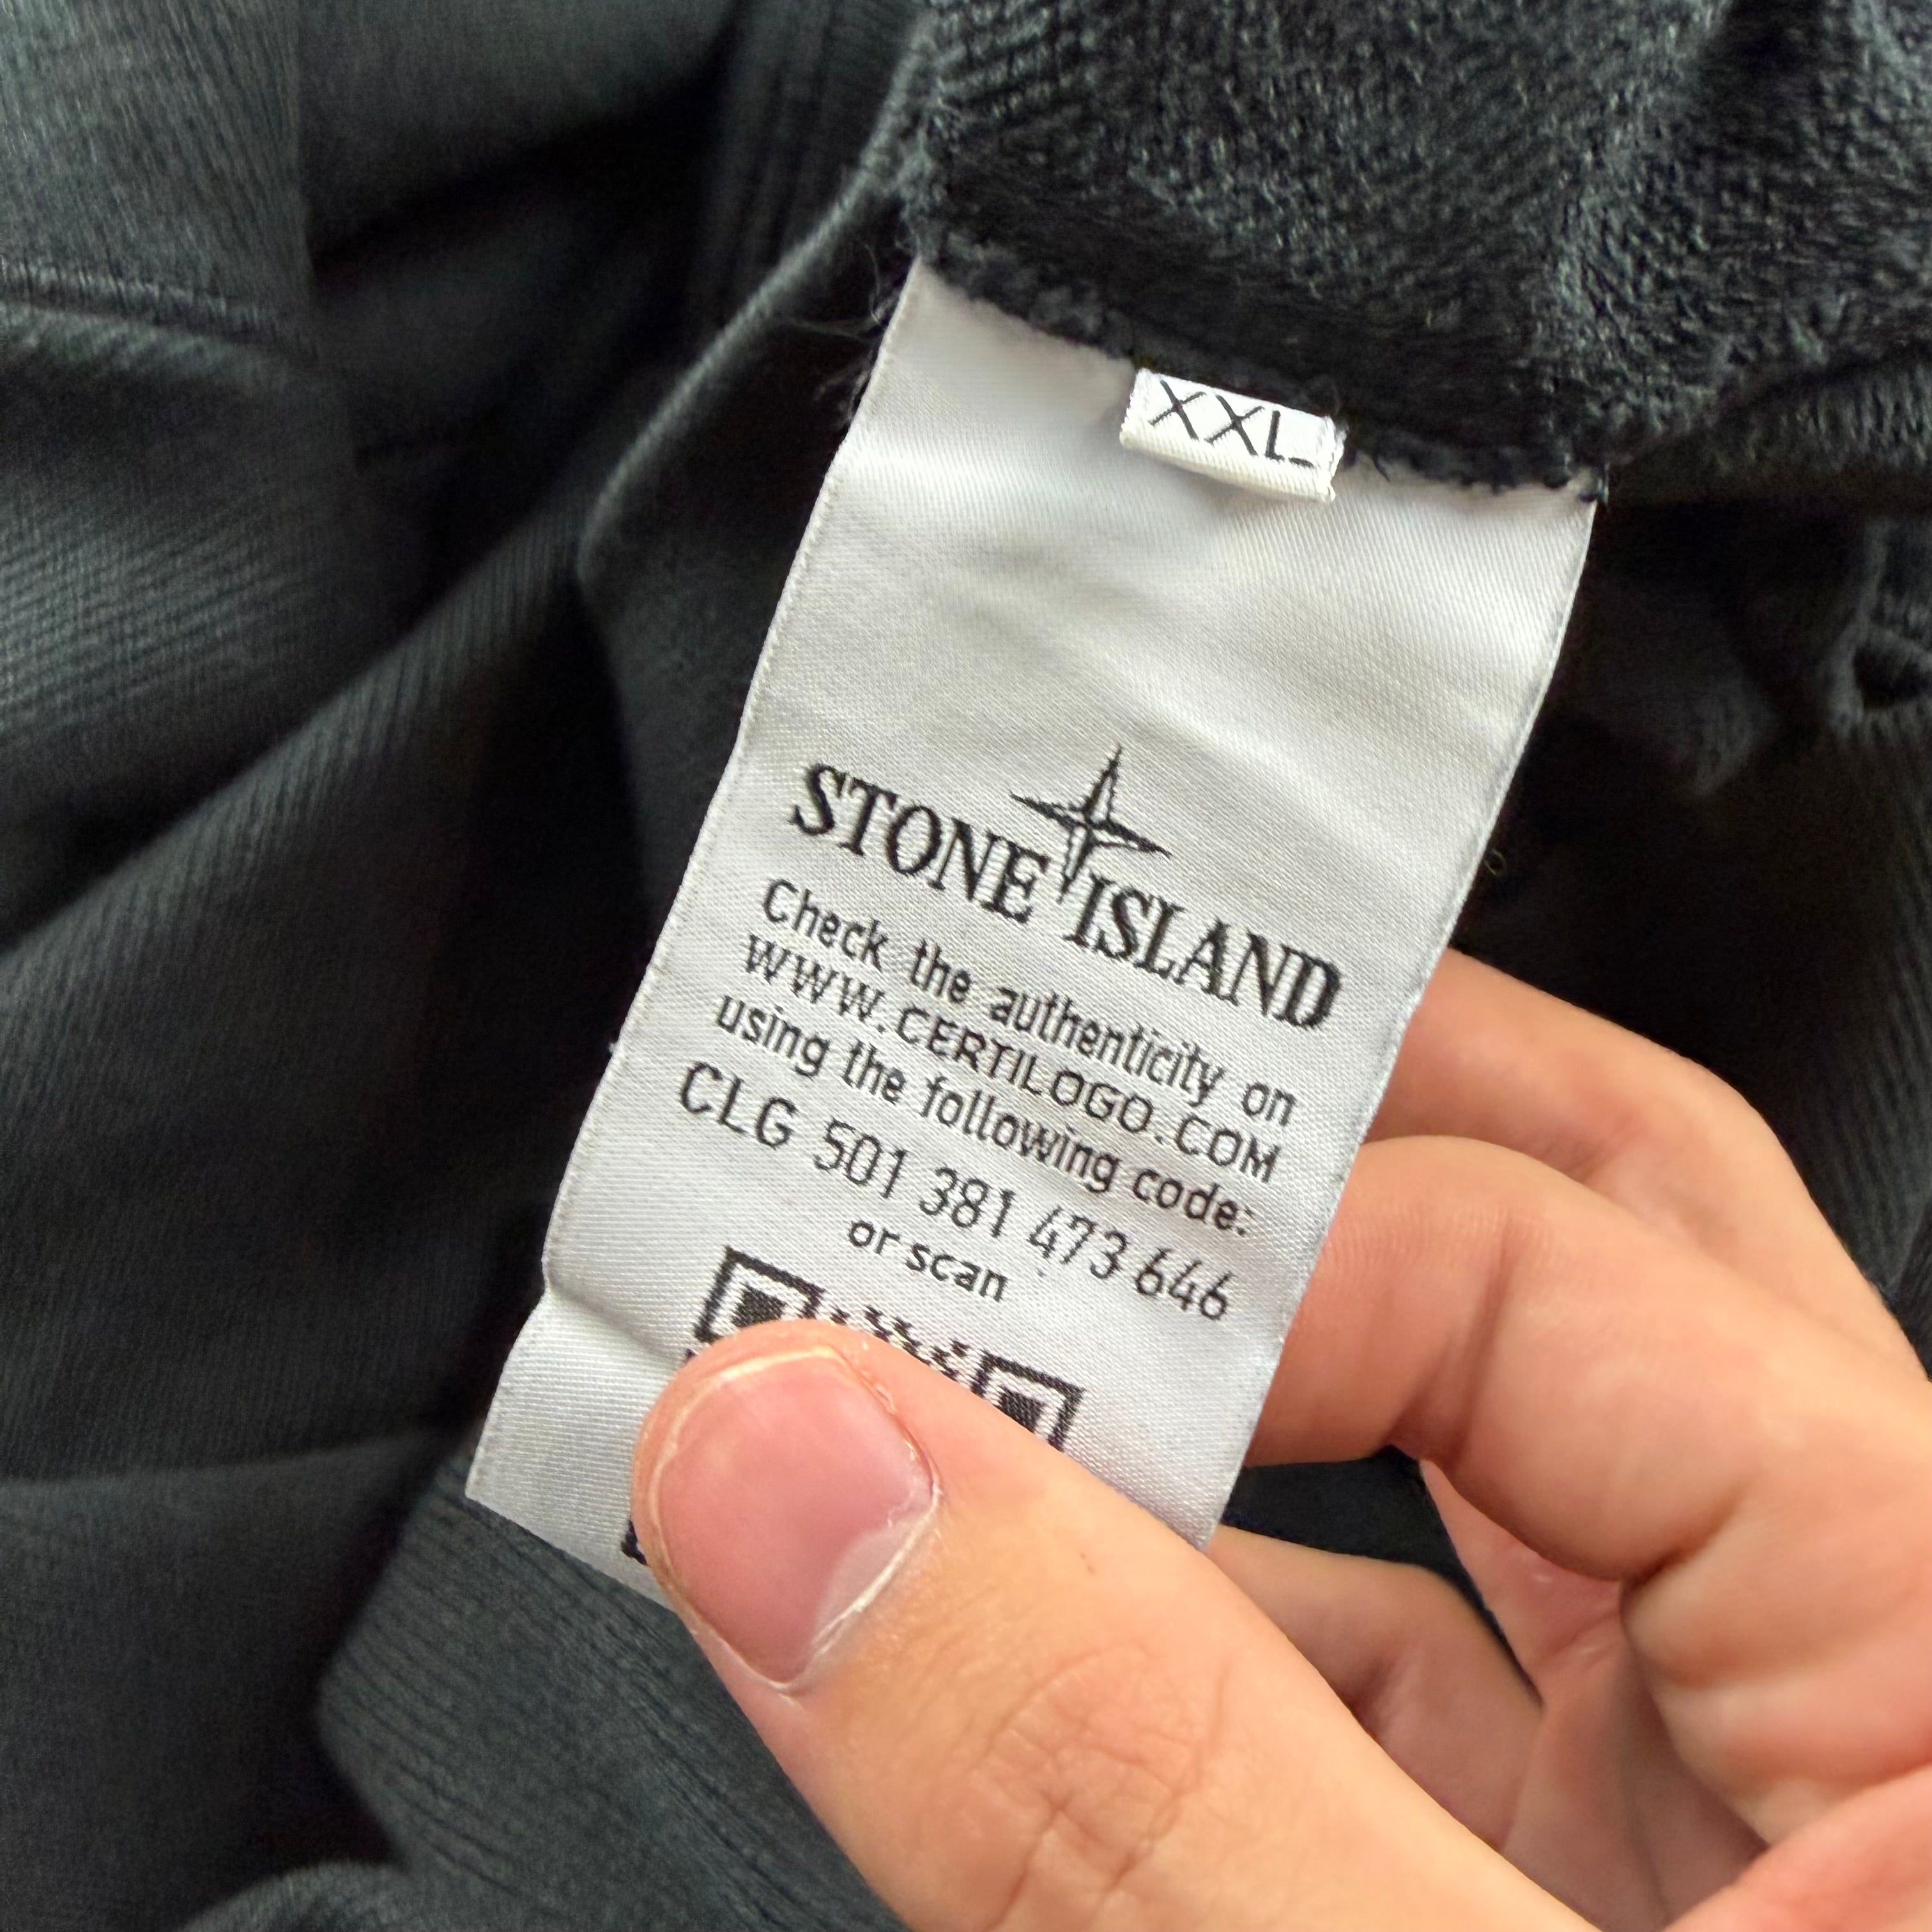 XXL
STONE ISLAND
Check the authenticity on
WWW.CERTILOGO.COM
using the following code:
CLG 501 381 473 646
or scan